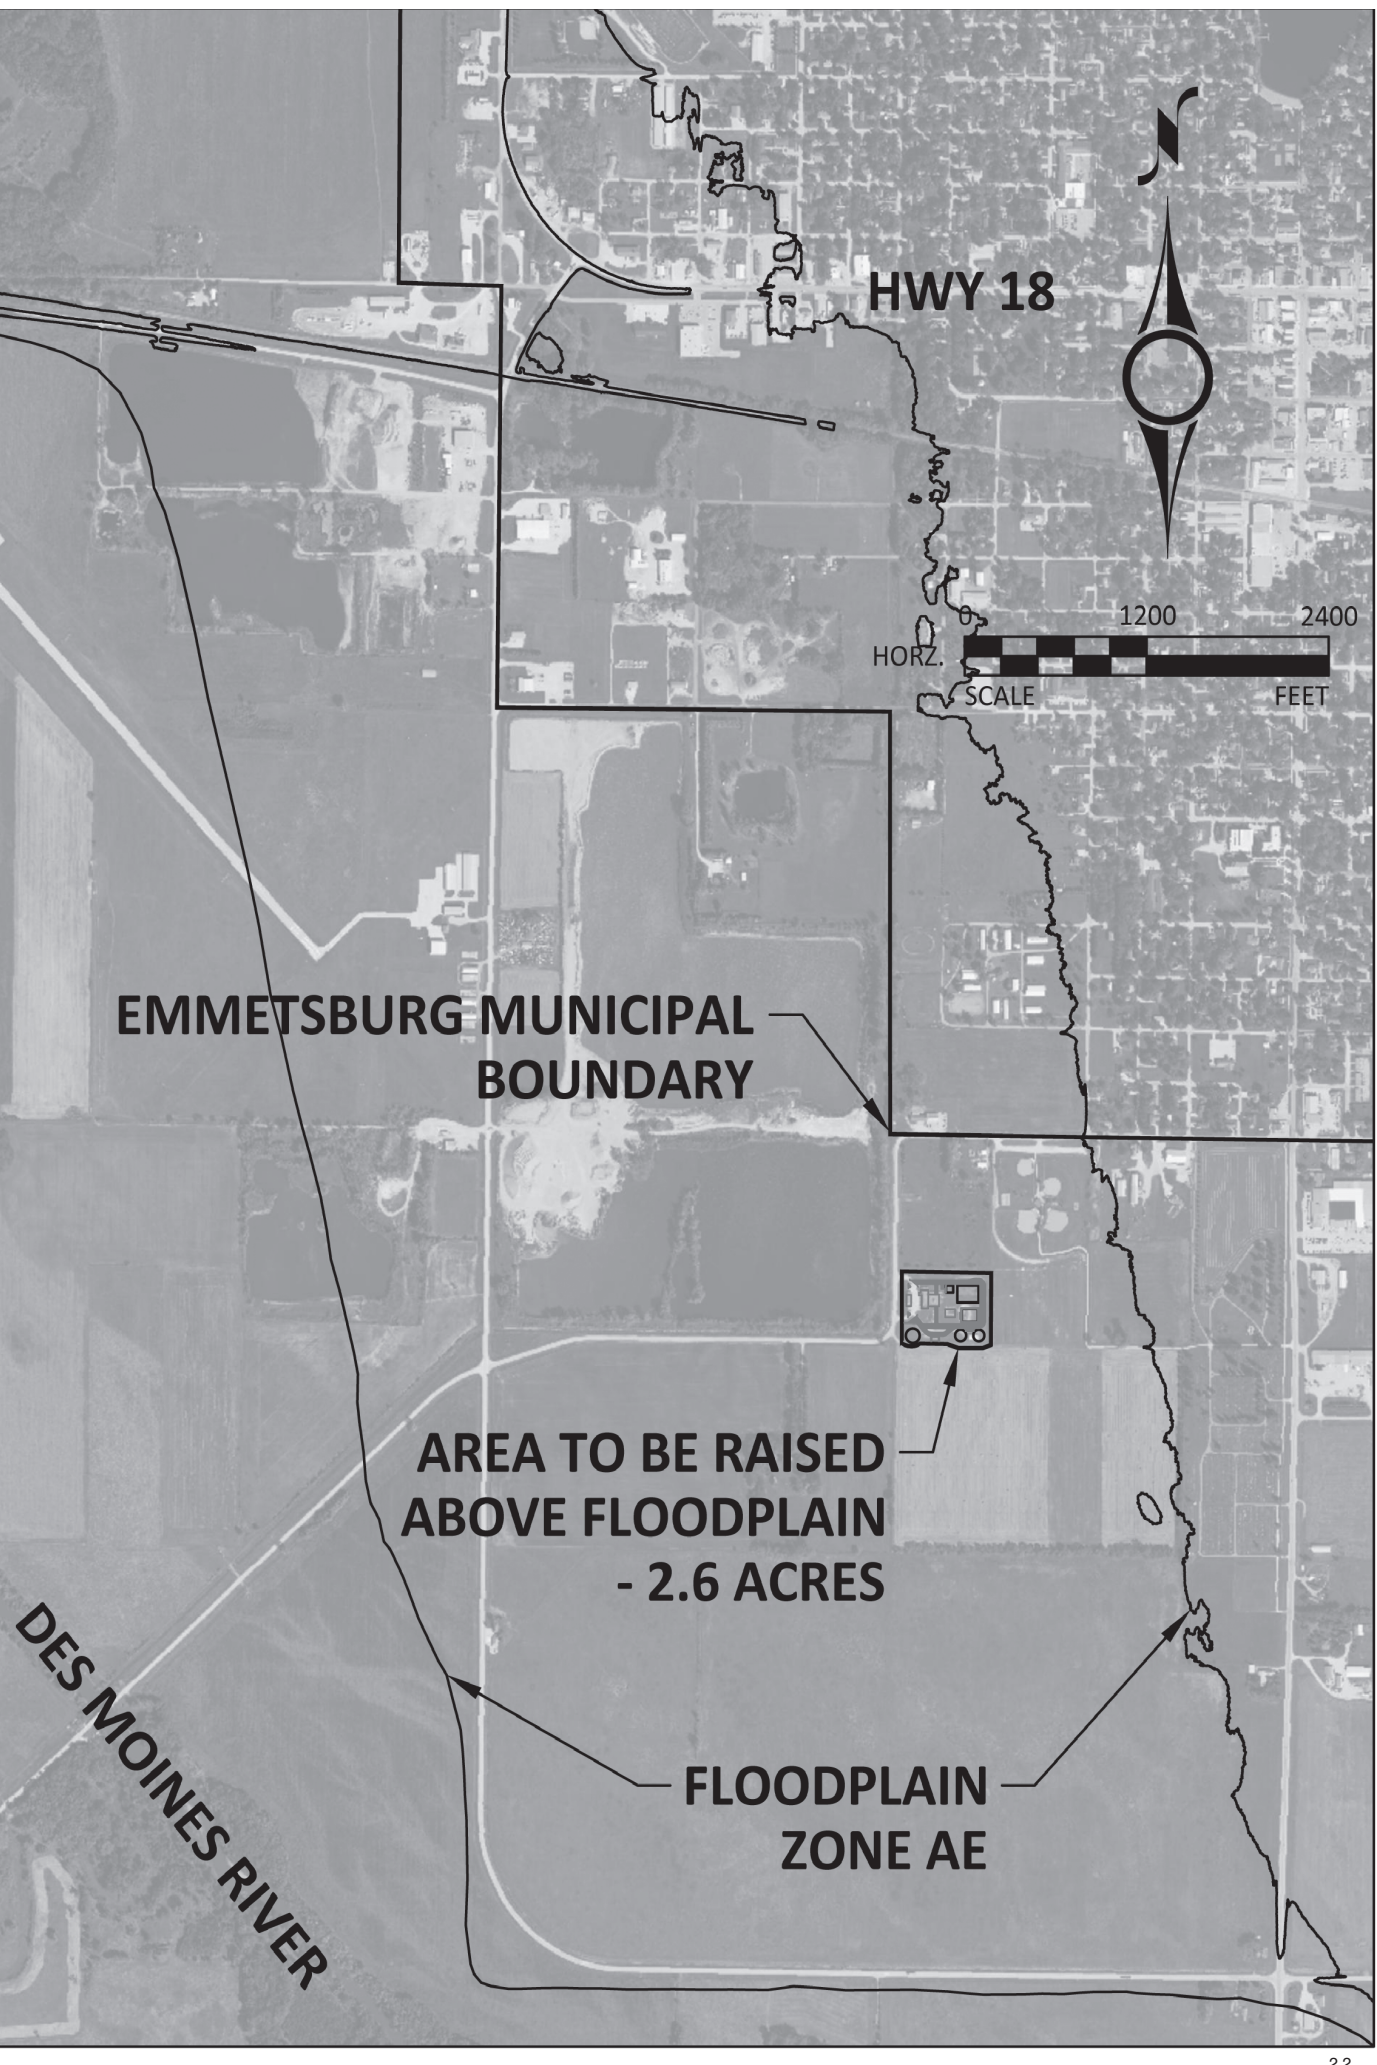 HWY 18
0 1200 2400
HORZ.
SCALE FEET
EMMETSBURG MUNICIPAL
BOUNDARY
AREA TO BE RAISED
ABOVE FLOODPLAIN
- 2.6 ACRES
DES MOINES RIVER
FLOODPLAIN
ZONE AE